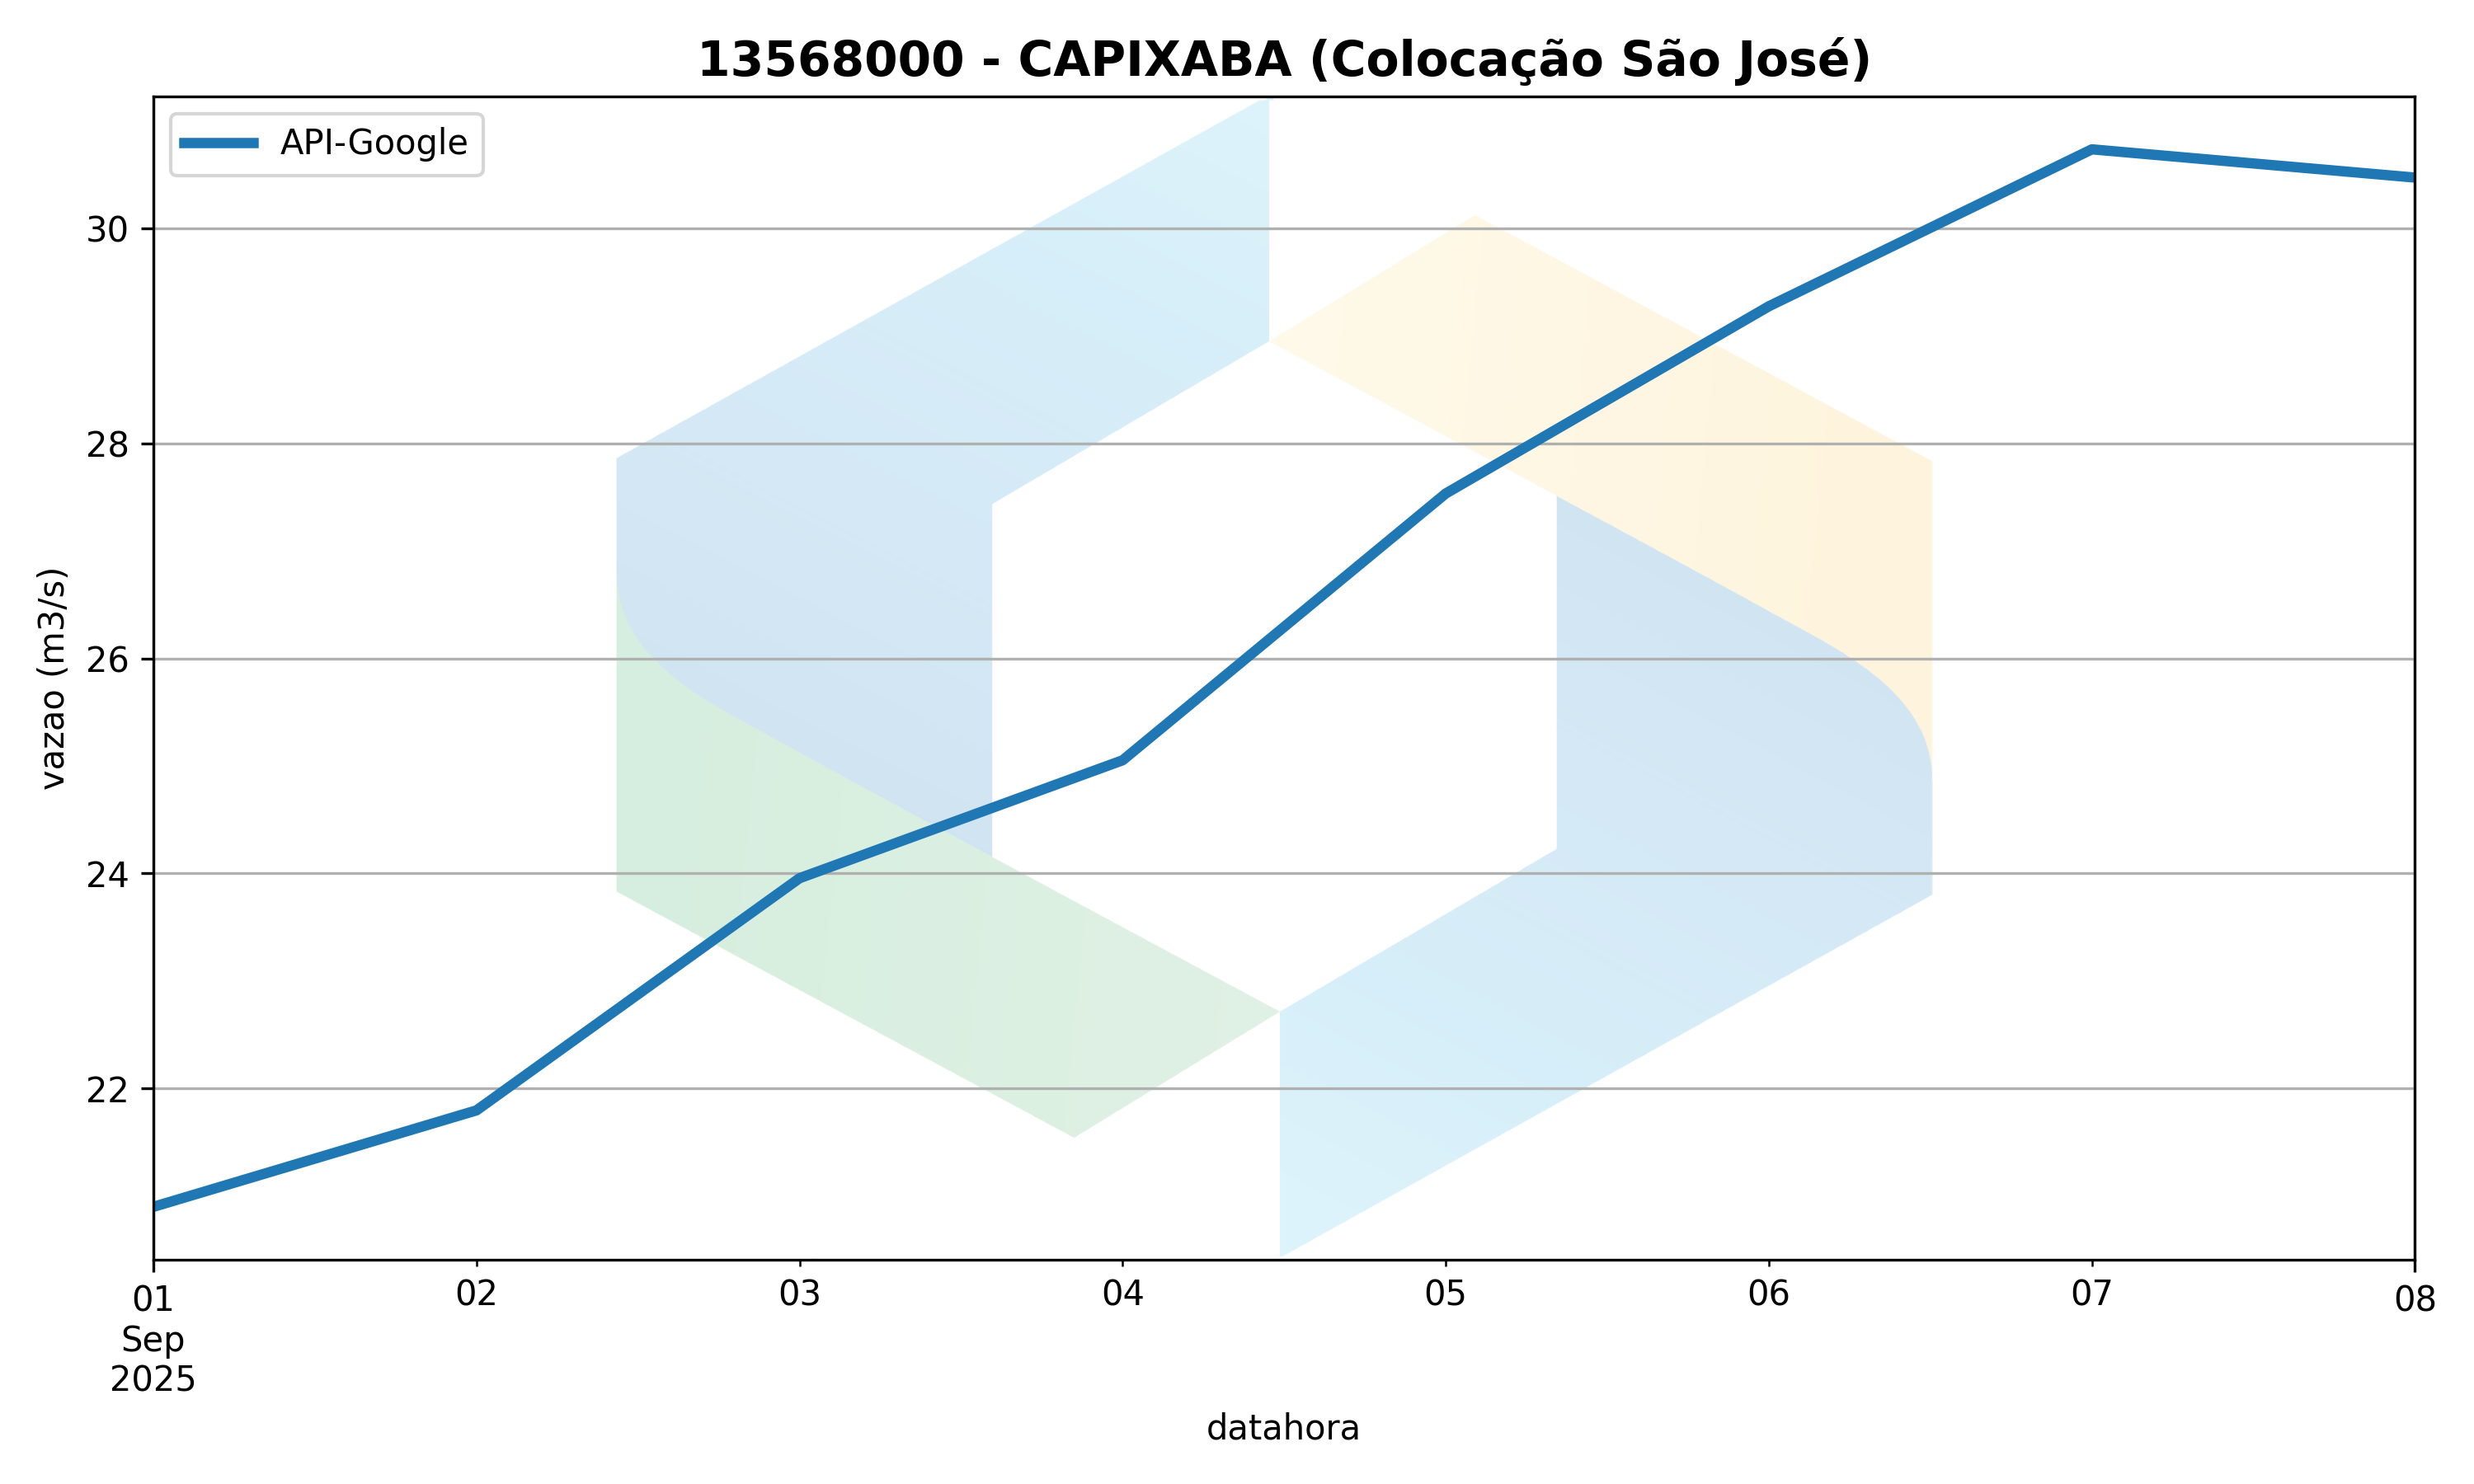 13568000 - CAPIXABA (Colocação São José)
API-Google
vazao (m3/s)
30
28
26
24
22
01 02 03 04 05 06 07 08
Sep
2025
datahora